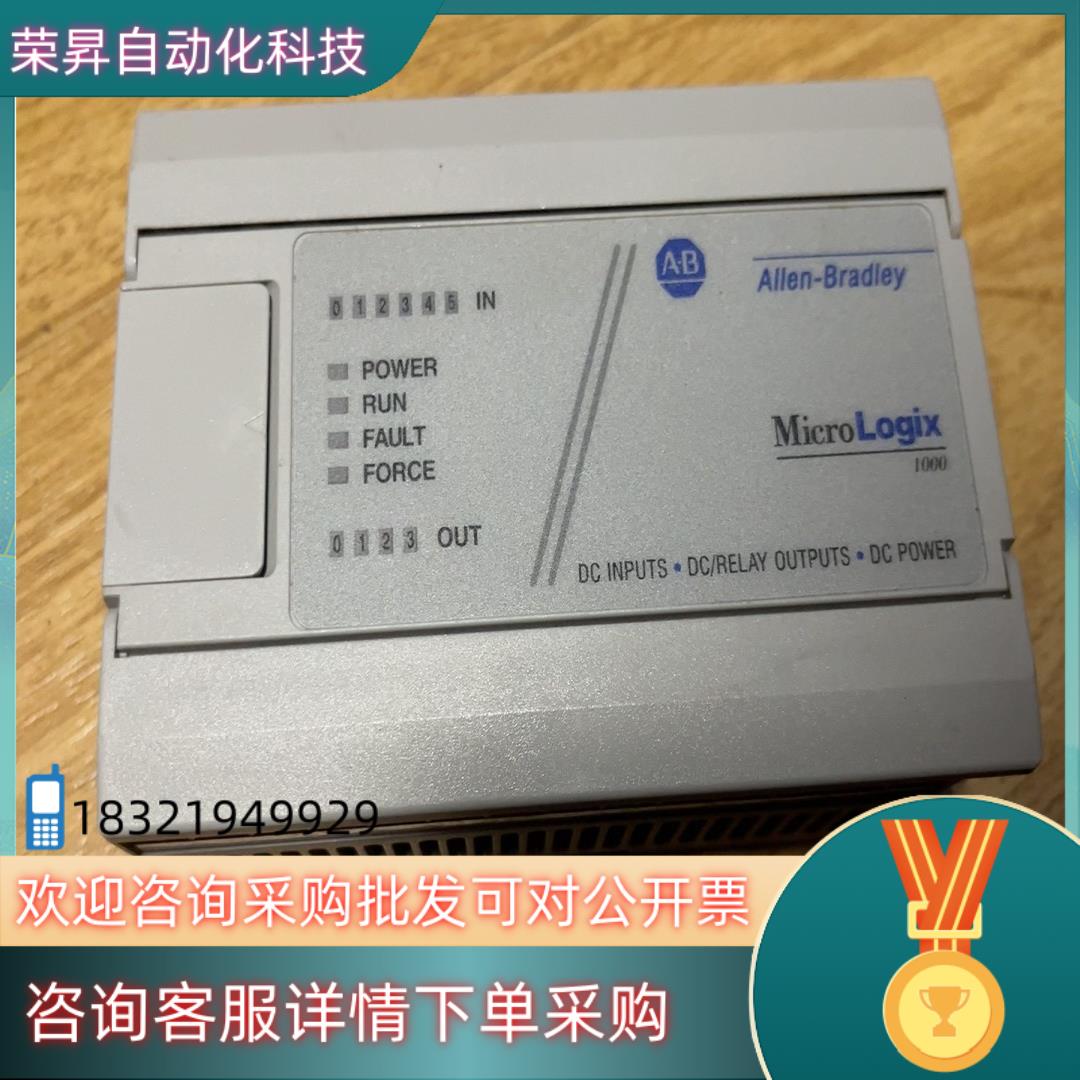 荣昇自动化科技
A·B
Allen-Bradley
0 1 2 3 4 5 IN
POWER
RUN
FAULT
FORCE
MicroLogix
1000
0 1 2 3 OUT
DC INPUTS • DC/RELAY OUTPUTS • DC POWER
18321949929
欢迎咨询采购批发可对公开票
咨询客服详情下单采购